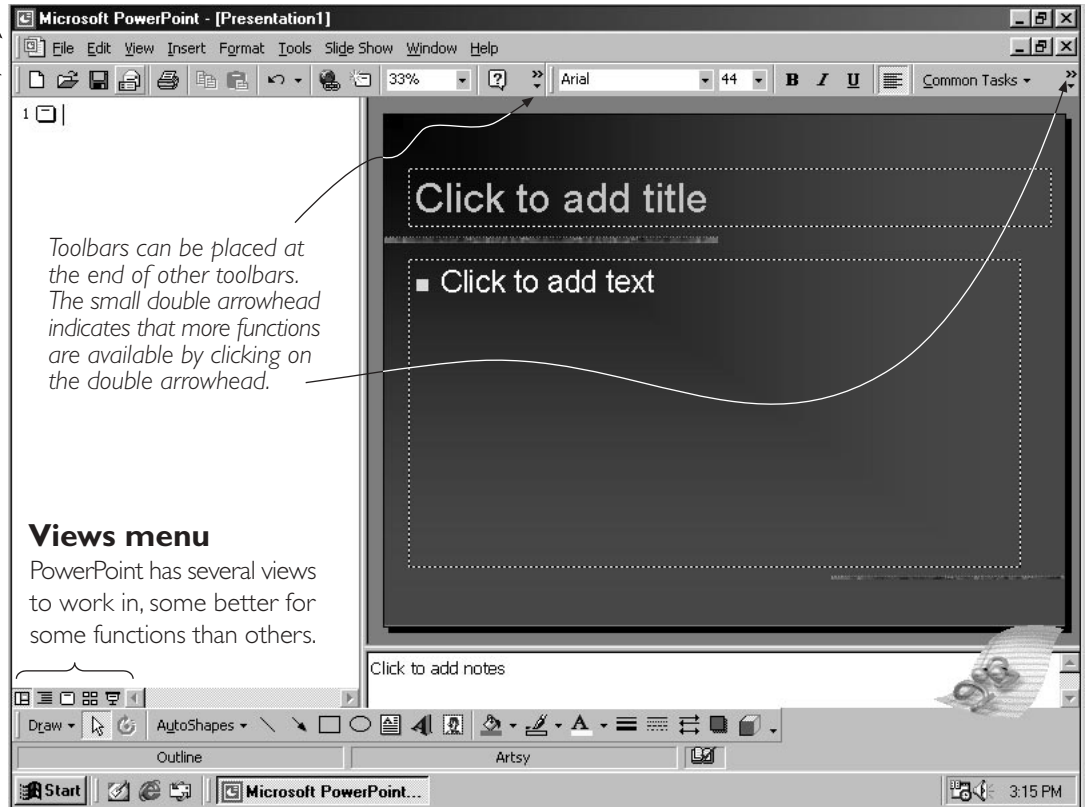 Microsoft PowerPoint - [Presentation1]
File Edit View Insert Format Tools Slide Show Window Help
33% Arial 44 B I U Common Tasks
1
Click to add title
Toolbars can be placed at
the end of other toolbars.
The small double arrowhead
indicates that more functions
are available by clicking on
the double arrowhead.
Click to add text
Views menu
PowerPoint has several views
to work in, some better for
some functions than others.
Click to add notes
Draw AutoShapes A
Outline Artsy
Start Microsoft PowerPoint... 3:15 PM